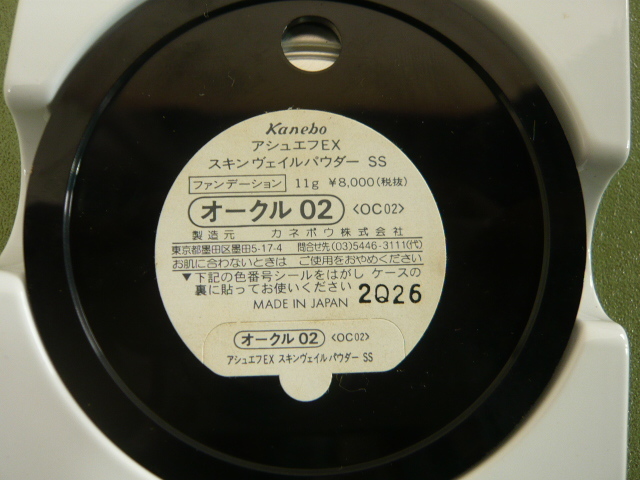 Kanebo
アシュエフEX
スキンヴェイルパウダー SS
ファンデーション 11g ¥8,000(税抜)
オークル 02 <OC02>
製造元 カネボウ株式会社
東京都墨田区墨田5-17-4 問合せ先(03)5446-3111(代)
お肌に合わないときは ご使用をおやめください
▼下記の色番号シールをはがし ケースの
裏に貼ってお使いください
MADE IN JAPAN 2Q26
オークル 02 <OC02>
アシュエフEX スキンヴェイルパウダー SS